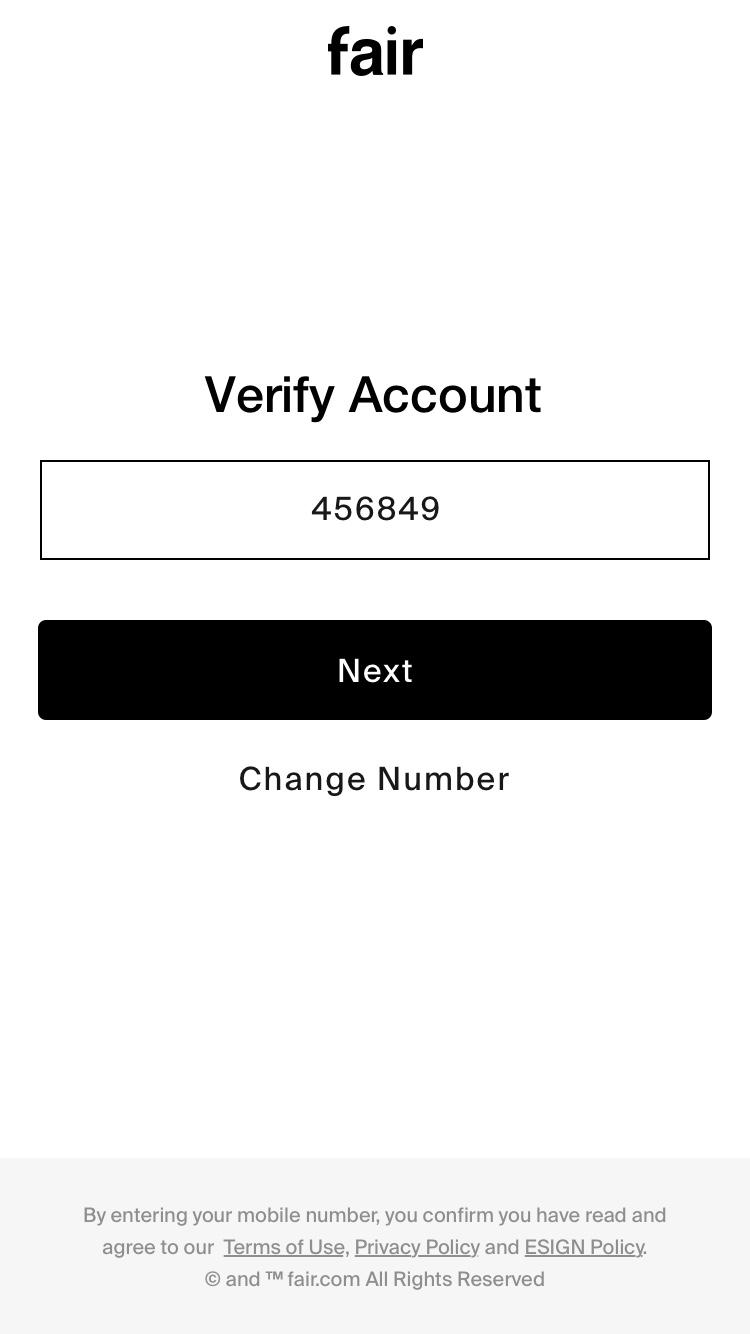 fair
Verify Account
456849
Next
Change Number
By entering your mobile number, you confirm you have read and
agree to our Terms of Use, Privacy Policy and ESIGN Policy.
© and ™ fair.com All Rights Reserved